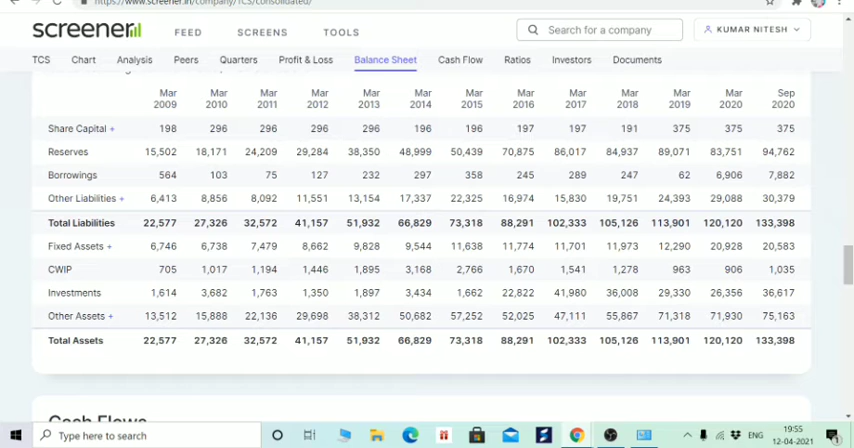 https://www.screener.in/company/TCS/consolidated/
screener
FEED SCREENS TOOLS
Search for a company
KUMAR NITESH
TCS Chart Analysis Peers Quarters Profit & Loss Balance Sheet Cash Flow Ratios Investors Documents
Mar Mar Mar Mar Mar Mar Mar Mar Mar Mar Mar Mar Sep
2009 2010 2011 2012 2013 2014 2015 2016 2017 2018 2019 2020 2020
Share Capital + 198 296 296 296 296 196 196 197 197 191 375 375 375
Reserves 15,502 18,171 24,209 29,284 38,350 48,999 50,439 70,875 86,017 84,937 89,071 83,751 94,762
Borrowings 564 103 75 127 232 297 358 245 289 247 62 6,906 7,882
Other Liabilities + 6,413 8,856 8,092 11,551 13,154 17,337 22,325 16,974 15,830 19,751 24,393 29,088 30,379
Total Liabilities 22,577 27,326 32,572 41,157 51,932 66,829 73,318 88,291 102,333 105,126 113,901 120,120 133,398
Fixed Assets + 6,746 6,738 7,479 8,662 9,828 9,544 11,638 11,774 11,701 11,973 12,290 20,928 20,583
CWIP 705 1,017 1,194 1,446 1,895 3,168 2,766 1,670 1,541 1,278 963 906 1,035
Investments 1,614 3,682 1,763 1,350 1,897 3,434 1,662 22,822 41,980 36,008 29,330 26,356 36,617
Other Assets + 13,512 15,888 22,136 29,698 38,312 50,682 57,252 52,025 47,111 55,867 71,318 71,930 75,163
Total Assets 22,577 27,326 32,572 41,157 51,932 66,829 73,318 88,291 102,333 105,126 113,901 120,120 133,398
Cash Flows
Type here to search
ENG
19:55
12-04-2021